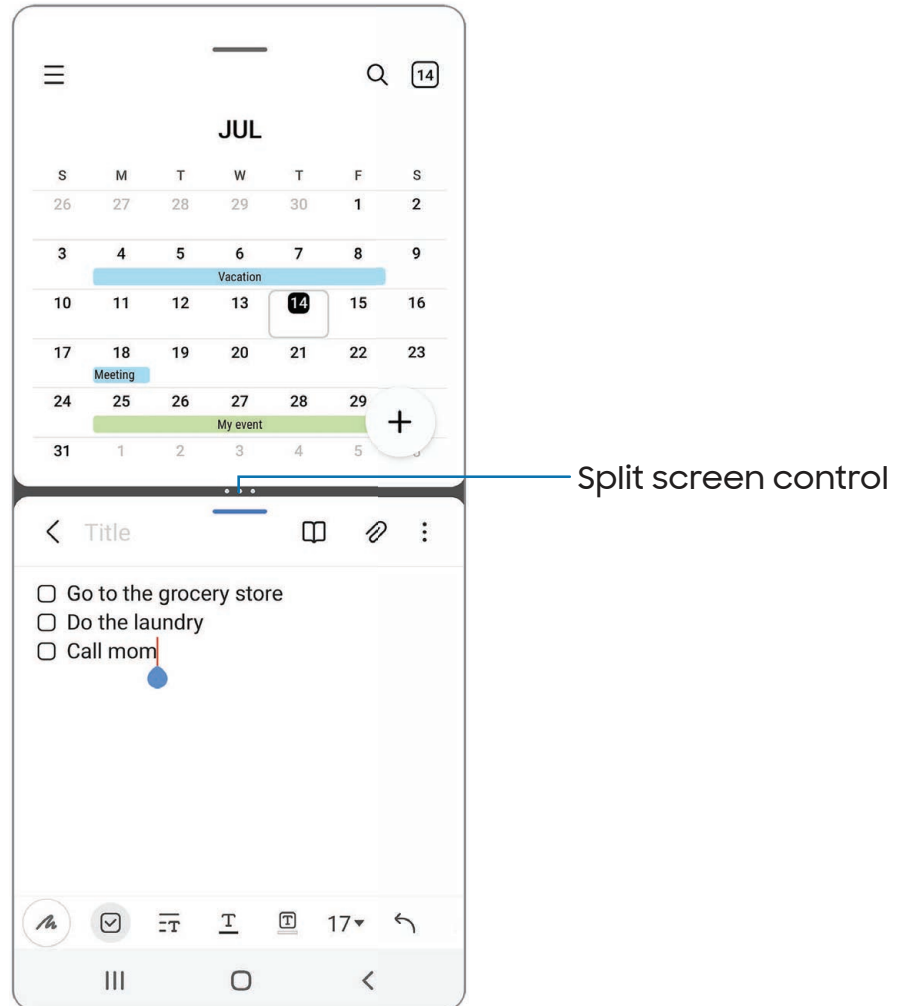 14
JUL
S M T W T F S
26 27 28 29 30 1 2
3 4 5 6 7 8 9
Vacation
10 11 12 13 14 15 16
17 18 19 20 21 22 23
Meeting
24 25 26 27 28 29
My event
31 1 2 3 4 5
Split screen control
Title
Go to the grocery store
Do the laundry
Call mom
T T T 17